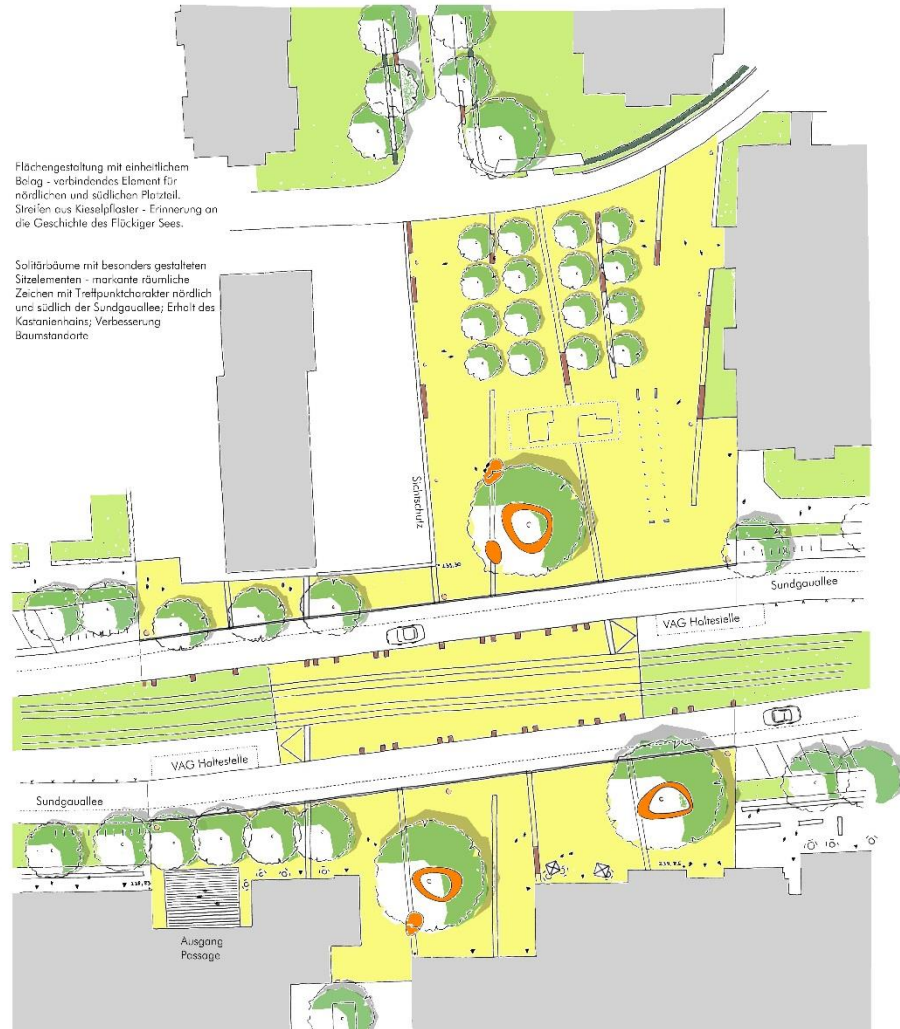 Flächengestaltung mit einheitlichem
Belag - verbindendes Element für
nördlichen und südlichen Platzteil.
Streifen aus Kieselpflaster - Erinnerung an
die Geschichte des Flückiger Sees.
Solitärbäume mit besonders gestalteten
Sitzelementen - markante räumliche
Zeichen mit Treffpunktcharakter nördlich
und südlich der Sundgauallee; Erhalt des
Kastanienhains; Verbesserung
Baumstandorte
Sichtschutz
Sundgauallee
VAG Haltestelle
VAG Haltestelle
Sundgauallee
Ausgang
Passage